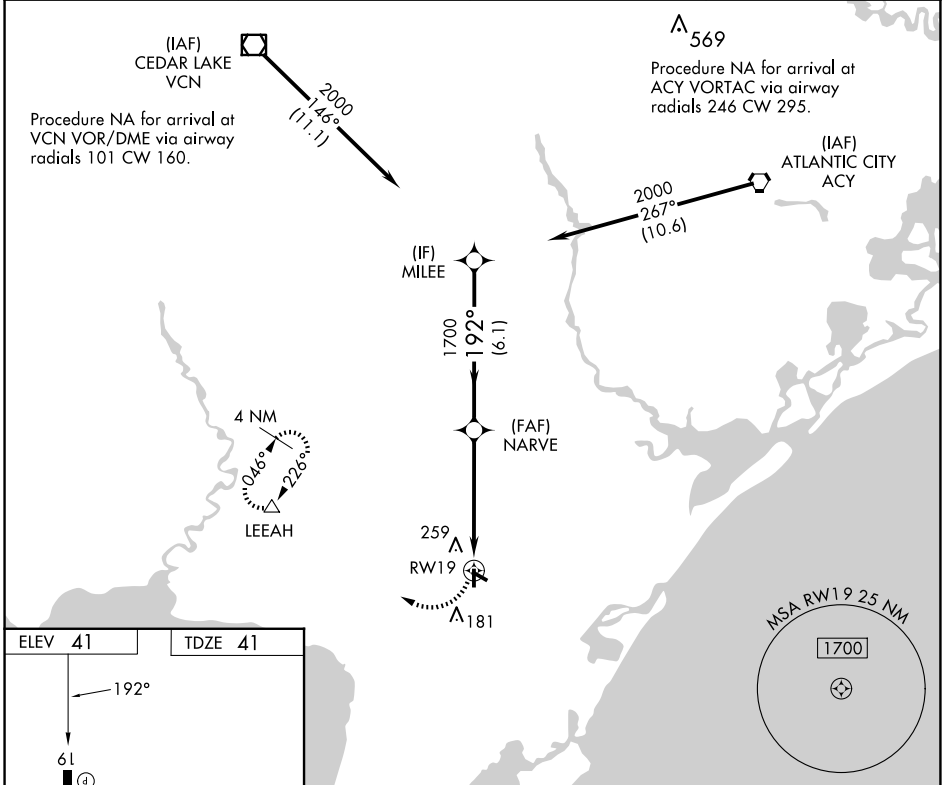 (IAF)
CEDAR LAKE
VCN
Procedure NA for arrival at
VCN VOR/DME via airway
radials 101 CW 160.
2000
146°
(11.1)
569
Procedure NA for arrival at
ACY VORTAC via airway
radials 246 CW 295.
(IAF)
ATLANTIC CITY
ACY
2000
267°
(10.6)
(IF)
MILEE
1700
192°
(6.1)
(FAF)
NARVE
4 NM
046°
226°
LEEAH
259
RW19
181
MSA RW19 25 NM
1700
ELEV 41
TDZE 41
192°
19
P